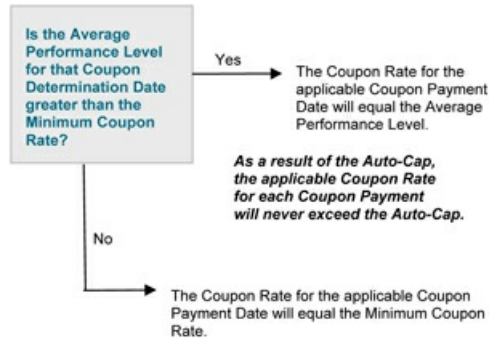 Is the Average
Performance Level
for that Coupon
Determination Date
greater than the
Minimum Coupon
Rate?
Yes
The Coupon Rate for the
applicable Coupon Payment
Date will equal the Average
Performance Level.
As a result of the Auto-Cap,
the applicable Coupon Rate
for each Coupon Payment
will never exceed the Auto-Cap.
No
The Coupon Rate for the applicable Coupon
Payment Date will equal the Minimum Coupon
Rate.